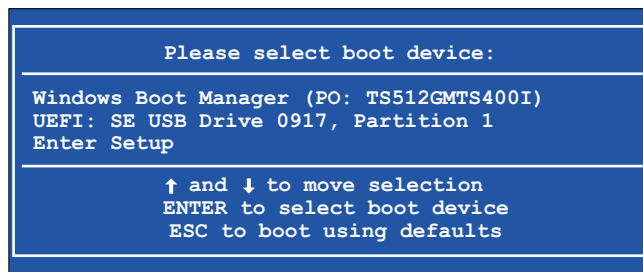 Please select boot device:
Windows Boot Manager (PO: TS512GMTS400I)
UEFI: SE USB Drive 0917, Partition 1
Enter Setup
↑ and ↓ to move selection
ENTER to select boot device
ESC to boot using defaults